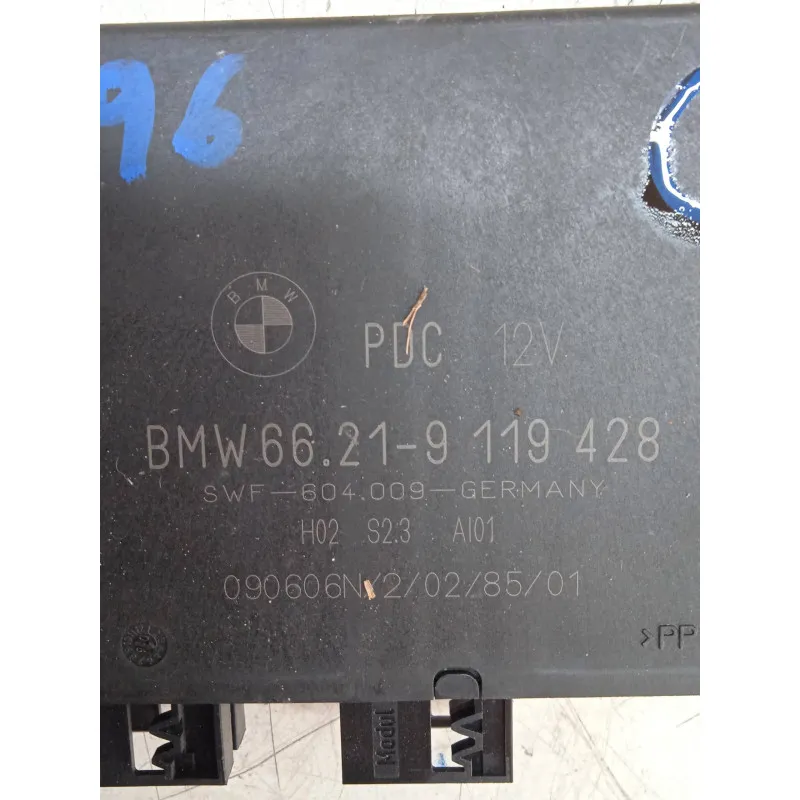 96
BMW
PDC 12V
BMW 66.21-9 119 428
SWF-604.009-GERMANY
H02 S2.3 AI01
090606N/2/02/85/01
>PP
Modul